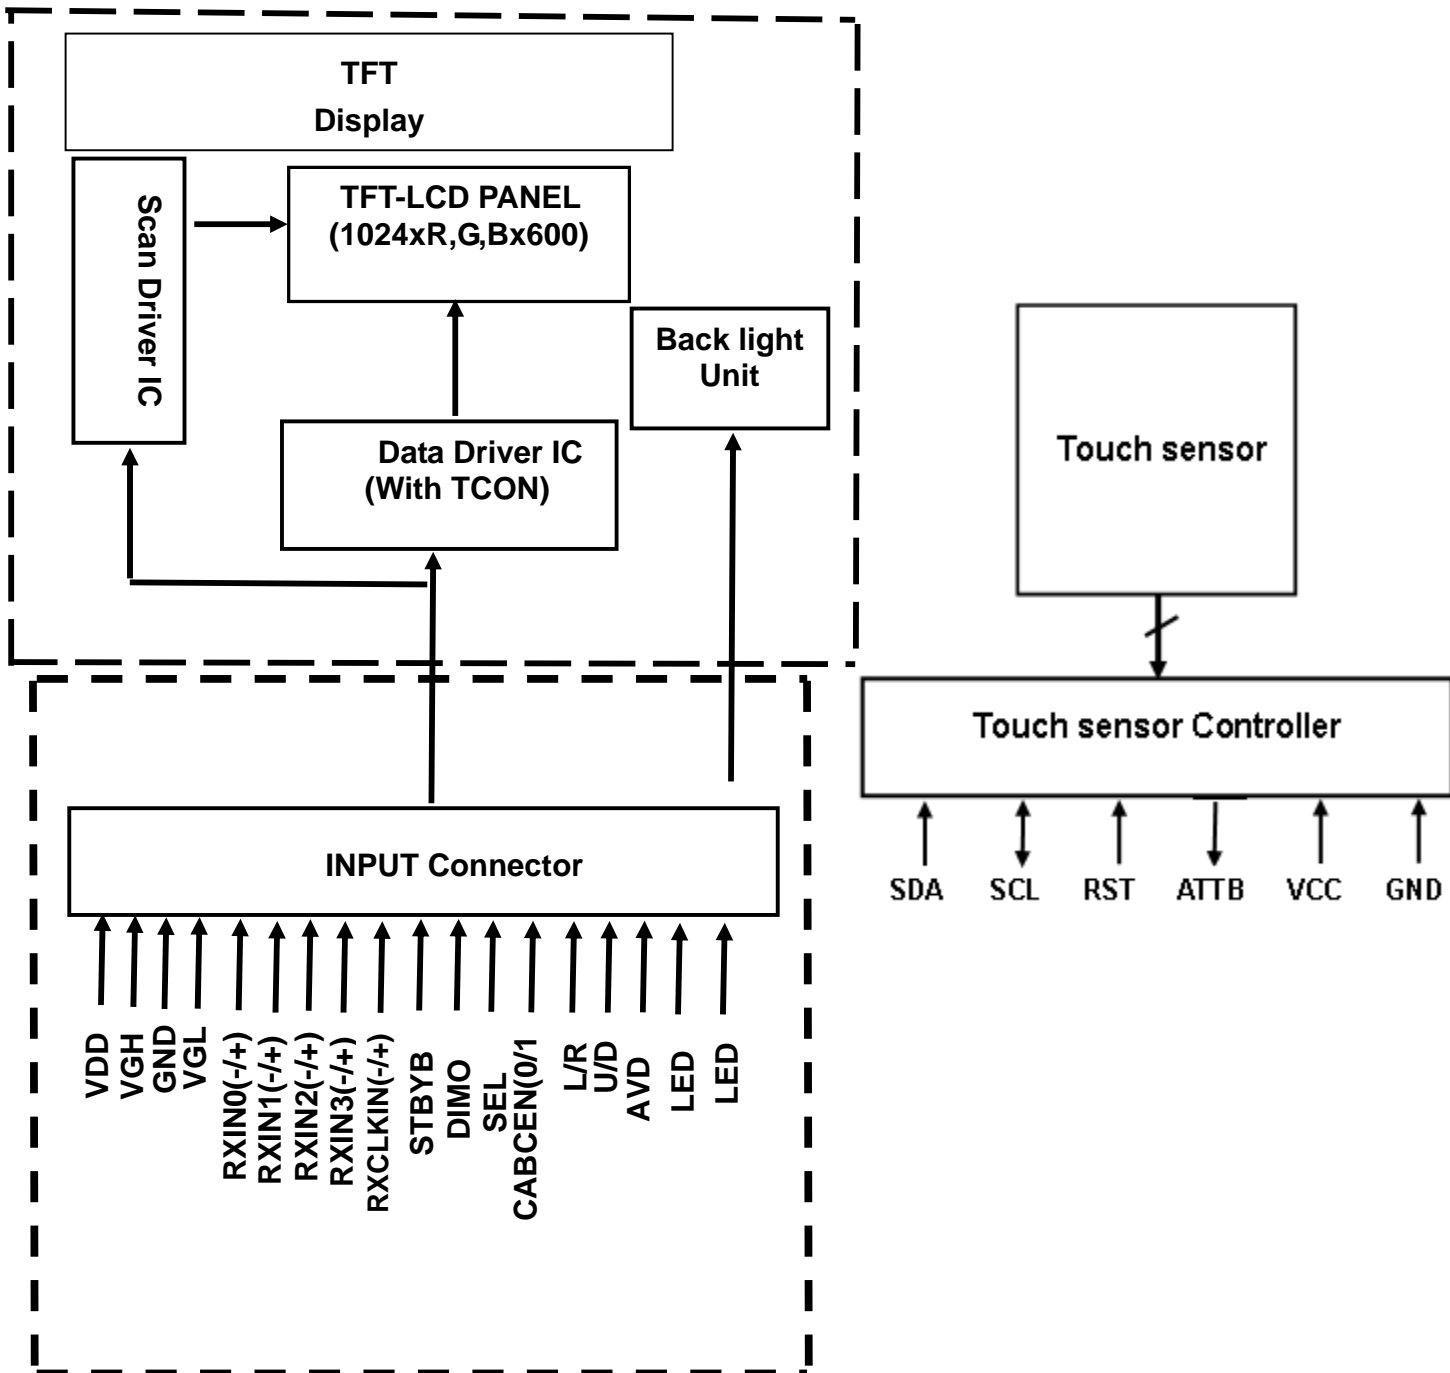 TFT
Display
Scan Driver IC
TFT-LCD PANEL
(1024xR,G,Bx600)
Back light
Unit
Data Driver IC
(With TCON)
Touch sensor
Touch sensor Controller
SDA
SCL
RST
ATTB
VCC
GND
INPUT Connector
VDD
VGH
GND
VGL
RXIN0(-/+)
RXIN1(-/+)
RXIN2(-/+)
RXIN3(-/+)
RXCLKIN(-/+)
STBYB
DIMO
SEL
CABCEN(0/1
L/R
U/D
AVD
LED
LED